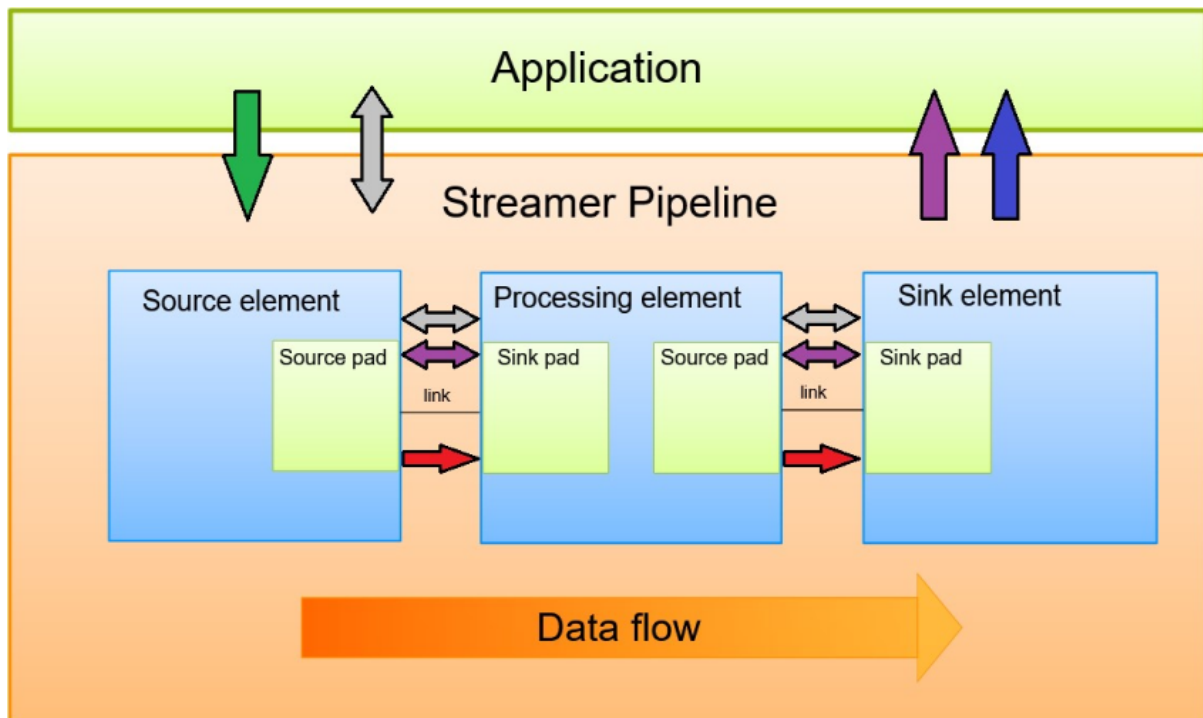 Application
Streamer Pipeline
Source element
Processing element
Sink element
Source pad
Sink pad
Source pad
Sink pad
link
link
Data flow